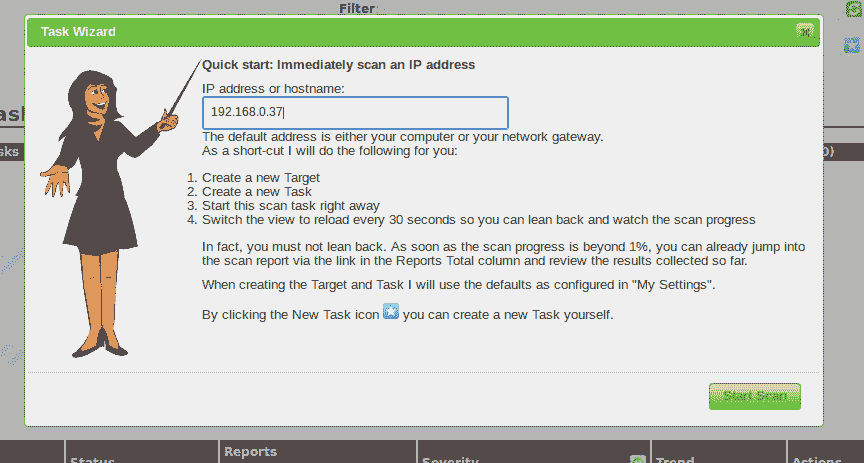 Filter
Task Wizard
Quick start: Immediately scan an IP address
IP address or hostname:
192.168.0.37
The default address is either your computer or your network gateway.
As a short-cut I will do the following for you:
1. Create a new Target
2. Create a new Task
3. Start this scan task right away
4. Switch the view to reload every 30 seconds so you can lean back and watch the scan progress
In fact, you must not lean back. As soon as the scan progress is beyond 1%, you can already jump into
the scan report via the link in the Reports Total column and review the results collected so far.
When creating the Target and Task I will use the defaults as configured in "My Settings".
By clicking the New Task icon you can create a new Task yourself.
Start Scan
Reports
Status
Severity
Trend
Actions